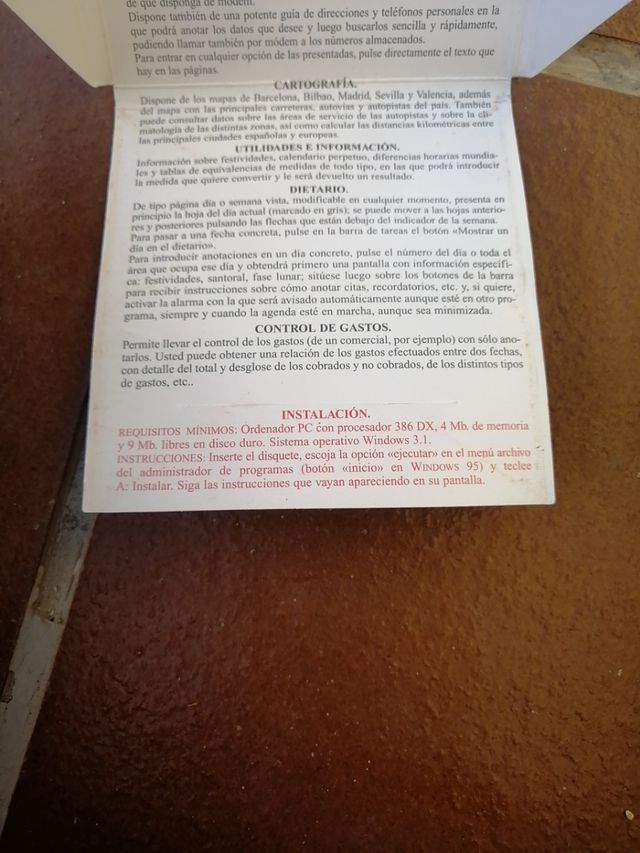 de que disponga de módem.
Dispone también de una potente guía de direcciones y teléfonos personales en la
que podrá anotar los datos que desee y luego buscarlos sencilla y rápidamente,
pudiendo llamar también por módem a los números almacenados.
Para entrar en cualquier opción de las presentadas, pulse directamente el texto que
hay en las páginas.
CARTOGRAFÍA.
Dispone de los mapas de Barcelona, Bilbao, Madrid, Sevilla y Valencia, además
del mapa con las principales carreteras, autovías y autopistas del país. También
puede consultar datos sobre las áreas de servicio de las autopistas y sobre la cli-
matología de las distintas zonas, así como calcular las distancias kilométricas entre
las principales ciudades españolas y europeas.
UTILIDADES E INFORMACIÓN.
Información sobre festividades, calendario perpetuo, diferencias horarias mundia-
les y tablas de equivalencias de medidas de todo tipo, en las que podrá introducir
la medida que quiere convertir y le será devuelto un resultado.
DIETARIO.
De tipo página día o semana vista, modificable en cualquier momento, presenta en
principio la hoja del día actual (marcado en gris); se puede mover a las hojas anterio-
res y posteriores pulsando las flechas que están debajo del indicador de la semana.
Para pasar a una fecha concreta, pulse en la barra de tareas el botón «Mostrar un
día en el dietario».
Para introducir anotaciones en un día concreto, pulse el número del día o toda el
área que ocupa ese día y obtendrá primero una pantalla con información específi-
ca: festividades, santoral, fase lunar; sitúese luego sobre los botones de la barra
para recibir instrucciones sobre cómo anotar citas, recordatorios, etc. y, si quiere,
activar la alarma con la que será avisado automáticamente aunque esté en otro pro-
grama, siempre y cuando la agenda esté en marcha, aunque sea minimizada.
CONTROL DE GASTOS.
Permite llevar el control de los gastos (de un comercial, por ejemplo) con sólo ano-
tarlos. Usted puede obtener una relación de los gastos efectuados entre dos fechas,
con detalle del total y desglose de los cobrados y no cobrados, de los distintos tipos
de gastos, etc..
INSTALACIÓN.
REQUISITOS MÍNIMOS: Ordenador PC con procesador 386 DX, 4 Mb. de memoria
y 9 Mb. libres en disco duro. Sistema operativo Windows 3.1.
INSTRUCCIONES: Inserte el disquete, escoja la opción «ejecutar» en el menú archivo
del administrador de programas (botón «inicio» en WINDOWS 95) y teclee
A: Instalar. Siga las instrucciones que vayan apareciendo en su pantalla.